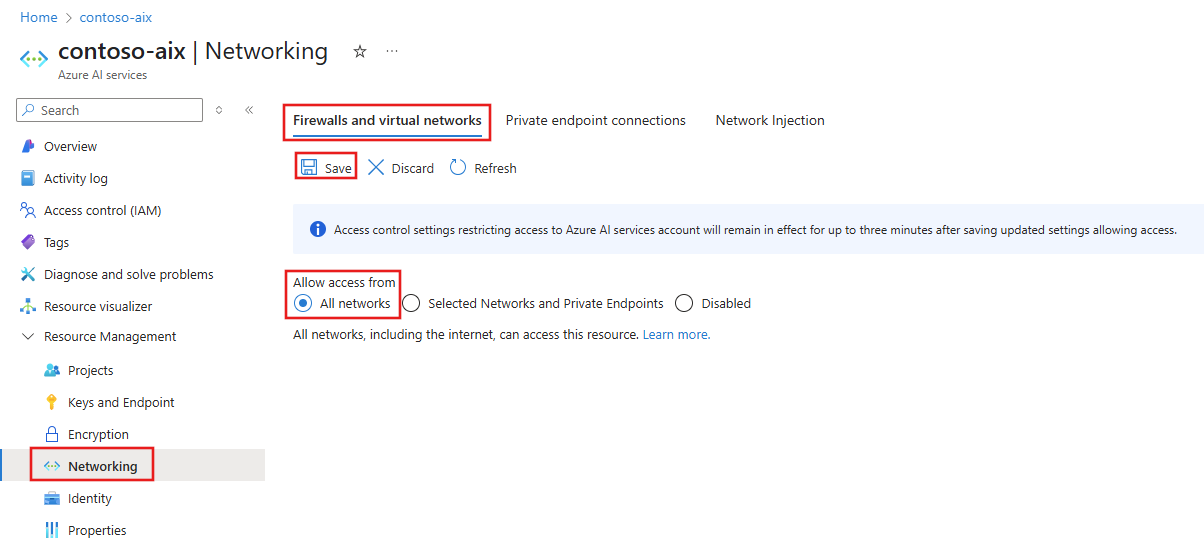 Home > contoso-aix
contoso-aix | Networking
Azure AI services
Search
Overview
Activity log
Access control (IAM)
Tags
Diagnose and solve problems
Resource visualizer
Resource Management
Projects
Keys and Endpoint
Encryption
Networking
Identity
Properties
Firewalls and virtual networks Private endpoint connections Network Injection
Save Discard Refresh
Access control settings restricting access to Azure AI services account will remain in effect for up to three minutes after saving updated settings allowing access.
Allow access from
All networks Selected Networks and Private Endpoints Disabled
All networks, including the internet, can access this resource. Learn more.